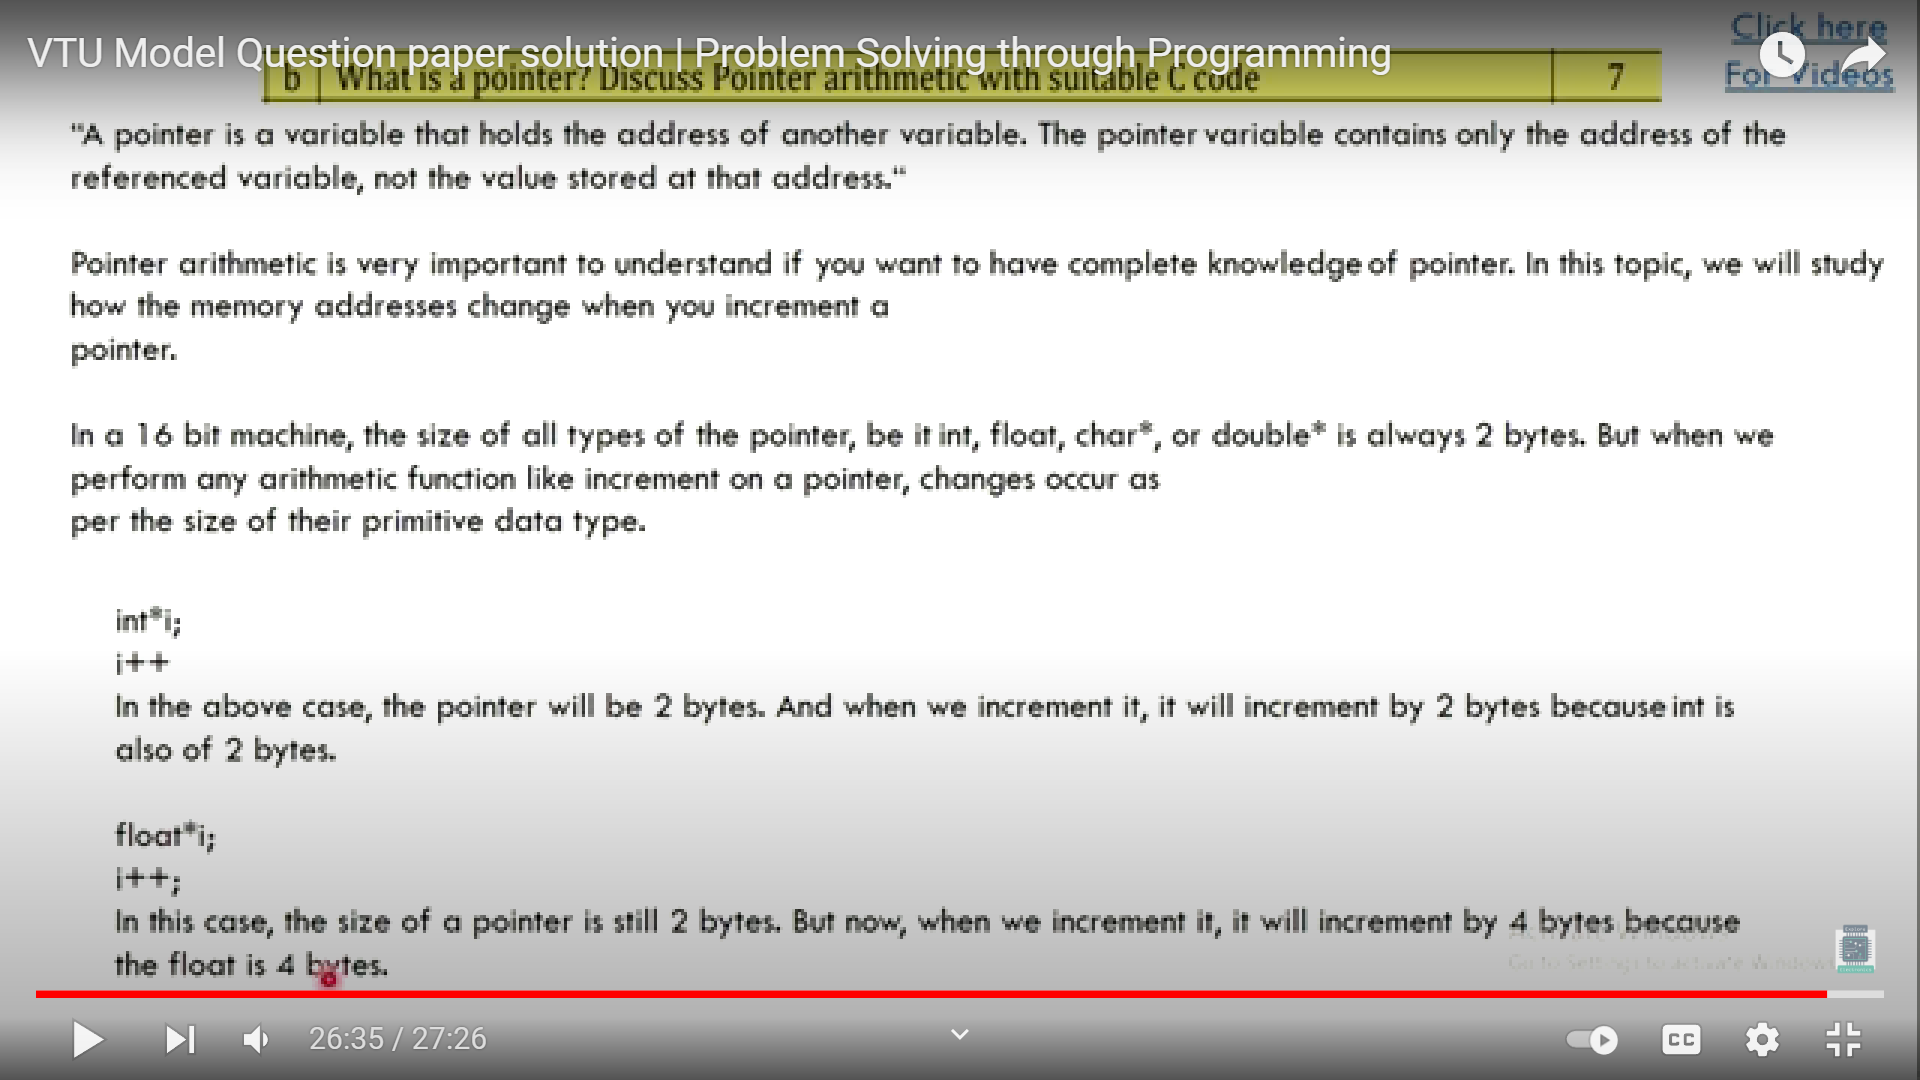 Click here
VTU Model Question paper solution | Problem Solving through Programming
For Videos
b What is a pointer? Discuss Pointer arithmetic with suitable C code 7
"A pointer is a variable that holds the address of another variable. The pointer variable contains only the address of the
referenced variable, not the value stored at that address."
Pointer arithmetic is very important to understand if you want to have complete knowledge of pointer. In this topic, we will study
how the memory addresses change when you increment a
pointer.
In a 16 bit machine, the size of all types of the pointer, be it int, float, char*, or double* is always 2 bytes. But when we
perform any arithmetic function like increment on a pointer, changes occur as
per the size of their primitive data type.
int*i;
i++
In the above case, the pointer will be 2 bytes. And when we increment it, it will increment by 2 bytes because int is
also of 2 bytes.
float*i;
i++;
In this case, the size of a pointer is still 2 bytes. But now, when we increment it, it will increment by 4 bytes because
the float is 4 bytes.
Activate Windows
Go to Settings to activate Windows
26:35 / 27:26
CC